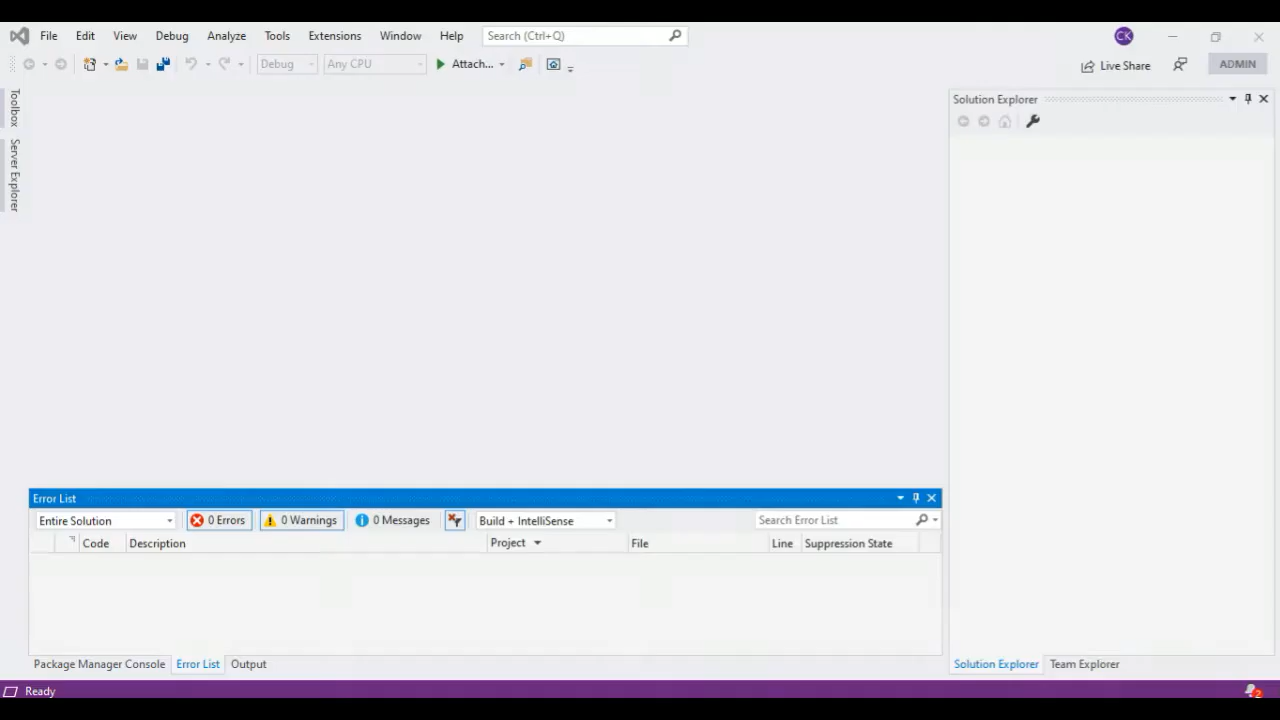 File Edit View Debug Analyze Tools Extensions Window Help Search (Ctrl+Q) CK
Debug Any CPU Attach... Live Share ADMIN
Toolbox
Server Explorer
Solution Explorer
Error List
Entire Solution 0 Errors 0 Warnings 0 Messages Build + IntelliSense Search Error List
Code Description Project File Line Suppression State
Package Manager Console Error List Output
Solution Explorer Team Explorer
Ready 2